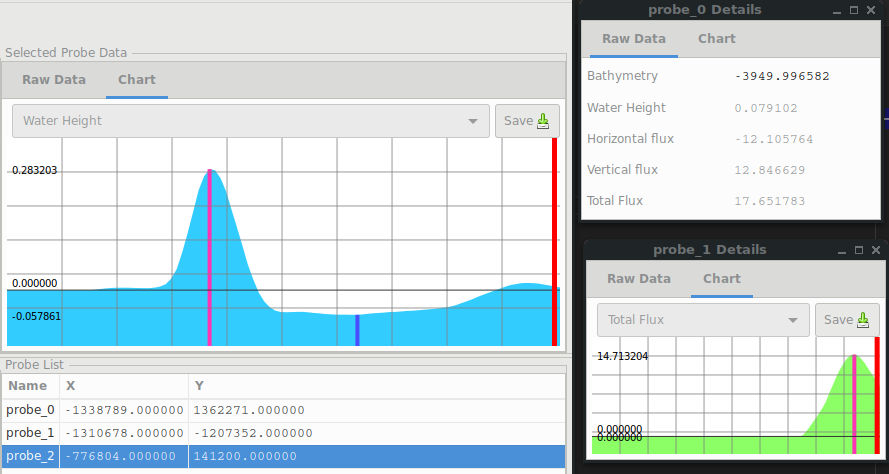 Selected Probe Data
Raw Data Chart
Water Height Save
0.283203
0.000000
-0.057861
Probe List
Name X Y
probe_0 -1338789.000000 1362271.000000
probe_1 -1310678.000000 -1207352.000000
probe_2 -776804.000000 141200.000000
probe_0 Details
Raw Data Chart
Bathymetry -3949.996582
Water Height 0.079102
Horizontal flux -12.105764
Vertical flux 12.846629
Total Flux 17.651783
probe_1 Details
Raw Data Chart
Total Flux Save
14.713204
0.000000
0.000000